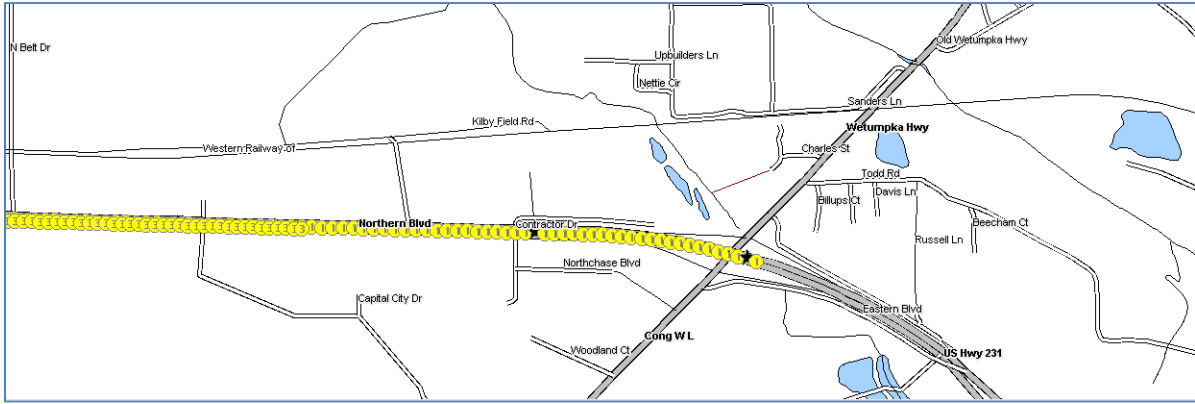 N Belt Dr
Old Wetumpka Hwy
Upbuilders Ln
Nettie Cir
Sanders Ln
Kilby Field Rd
Wetumpka Hwy
Western Railway of
Charles St
Todd Rd
Davis Ln
Billups Ct
Northern Blvd
Contractor Dr
Beecham Ct
Russell Ln
Northchase Blvd
Capital City Dr
Eastern Blvd
Cong W L
Woodland Ct
US Hwy 231